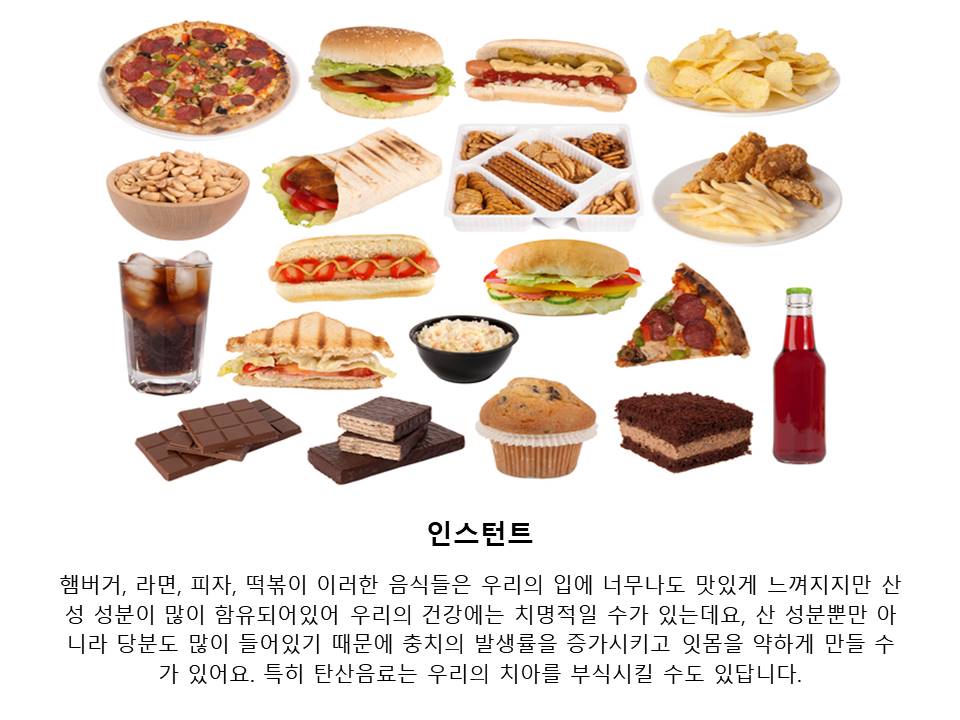 인스턴트
햄버거, 라면, 피자, 떡볶이 이러한 음식들은 우리의 입에 너무나도 맛있게 느껴지지만 산
성 성분이 많이 함유되어있어 우리의 건강에는 치명적일 수가 있는데요, 산 성분뿐만 아
니라 당분도 많이 들어있기 때문에 충치의 발생률을 증가시키고 잇몸을 약하게 만들 수
가 있어요. 특히 탄산음료는 우리의 치아를 부식시킬 수도 있답니다.